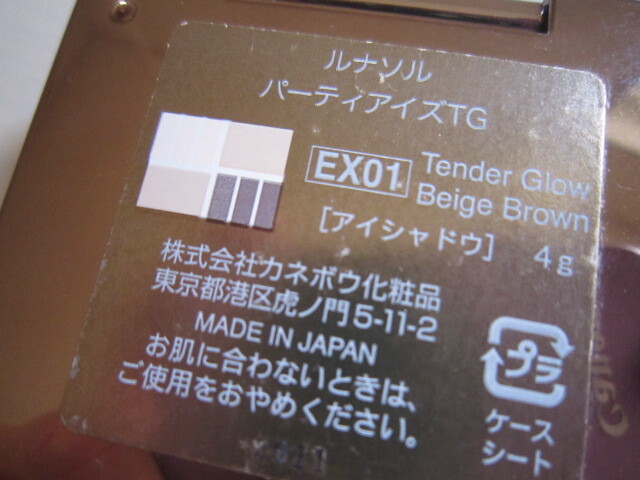 ルナソル
パーティアイズTG
EX01
Tender Glow
Beige Brown
[アイシャドウ] 4g
株式会社カネボウ化粧品
東京都港区虎ノ門5-11-2
MADE IN JAPAN
お肌に合わないときは、
ご使用をおやめください。
プラ
ケース
シート